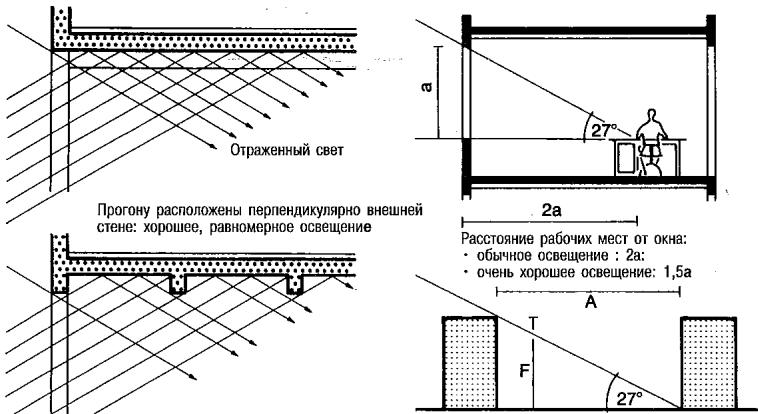 Отраженный свет
Прогону расположены перпендикулярно внешней
стене: хорошее, равномерное освещение
a
27°
2a
Расстояние рабочих мест от окна:
· обычное освещение : 2a:
· очень хорошее освещение: 1,5a
A
F
27°